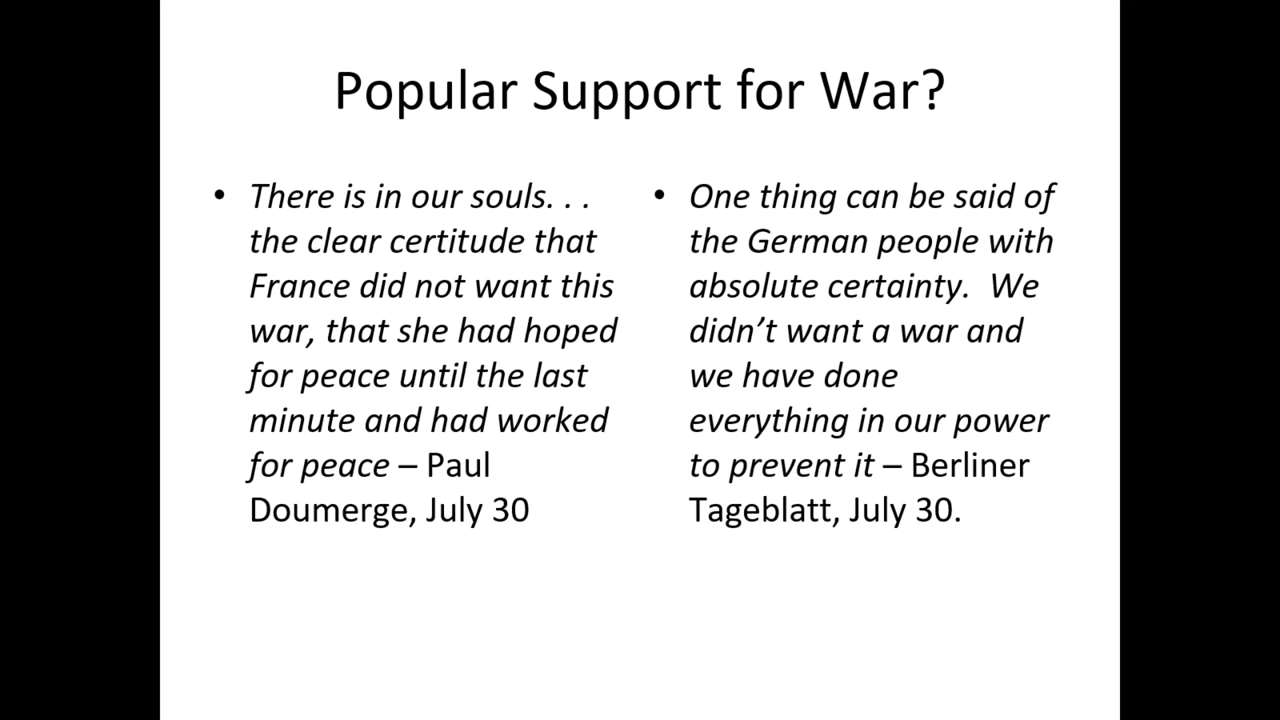 Popular Support for War?
• There is in our souls. . .
the clear certitude that
France did not want this
war, that she had hoped
for peace until the last
minute and had worked
for peace – Paul
Doumerge, July 30
• One thing can be said of
the German people with
absolute certainty.  We
didn’t want a war and
we have done
everything in our power
to prevent it – Berliner
Tageblatt, July 30.